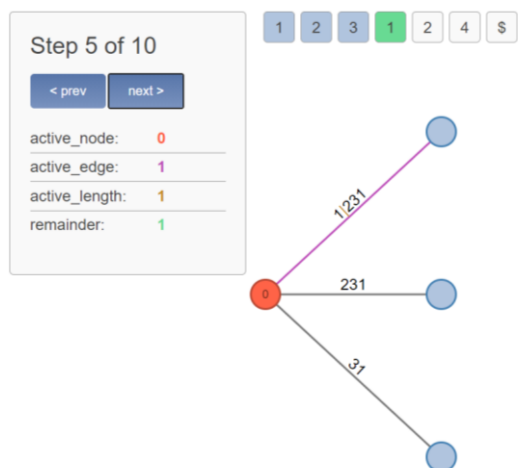 Step 5 of 10
1 2 3 1 2 4 $
< prev next >
active_node: 0
active_edge: 1
active_length: 1
remainder: 1
1|231
0
231
31